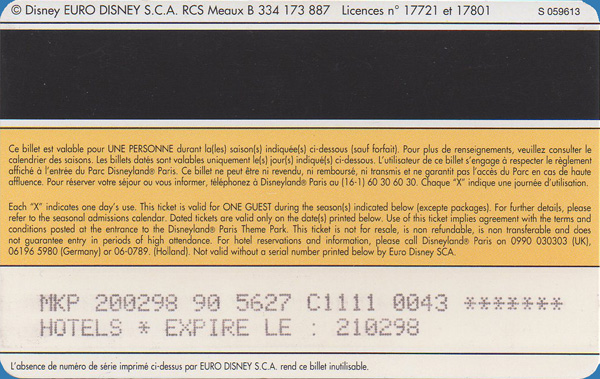 © Disney EURO DISNEY S.C.A. RCS Meaux B 334 173 887 Licences n° 17721 et 17801 S 059613
Ce billet est valable pour UNE PERSONNE durant la(les) saison(s) indiquée(s) ci-dessous (sauf forfait). Pour plus de renseignements, veuillez consulter le
calendrier des saisons. Les billets datés sont valables uniquement le(s) jour(s) indiqué(s) ci-dessous. L'utilisateur de ce billet s'engage à respecter le règlement
affiché à l'entrée du Parc Disneyland® Paris. Ce billet ne peut être ni revendu, ni remboursé, ni transmis et ne garantit pas l'accès du Parc en cas de haute
affluence. Pour réserver votre séjour ou vous informer, téléphonez à Disneyland® Paris au (16-1) 60 30 60 30. Chaque "X" indique une journée d'utilisation.
Each "X" indicates one day's use. This ticket is valid for ONE GUEST during the season(s) indicated below (excepte packages). For further details, please
refer to the seasonal admissions calendar. Dated tickets are valid only on the date(s) printed below. Use of this ticket implies agreement with the terms and
conditions posted at the entrance to the Disneyland® Paris Theme Park. This ticket is not for resale, is non refundable, is non transferable and does
not guarantee entry in periods of high attendance. For hotel reservations and information, please call Disneyland® Paris on 0990 030303 (UK),
06196 5980 (Germany) or 06-0789. (Holland). Not valid without a serial number printed below by Euro Disney SCA.
MKP 200298 90 5627 C1111 0043 *******
HOTELS * EXPIRE LE : 210298
L'absence de numéro de série imprimé ci-dessus par EURO DISNEY S.C.A. rend ce billet inutilisable.